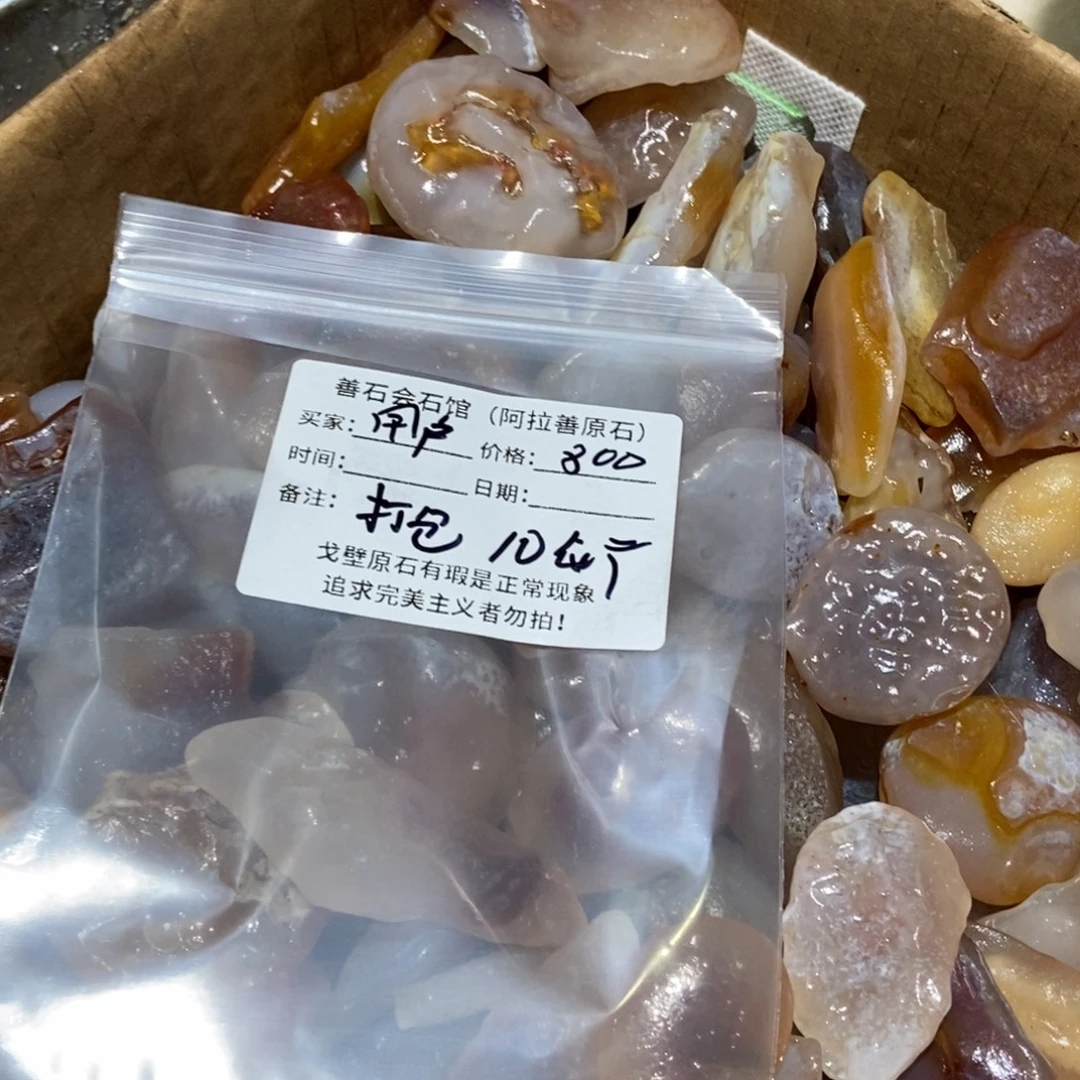 善石会石馆（阿拉善原石）
买家：用户 价格：800
时间： 日期：
备注：打包 10公斤
戈壁原石有瑕是正常现象
追求完美主义者勿拍！